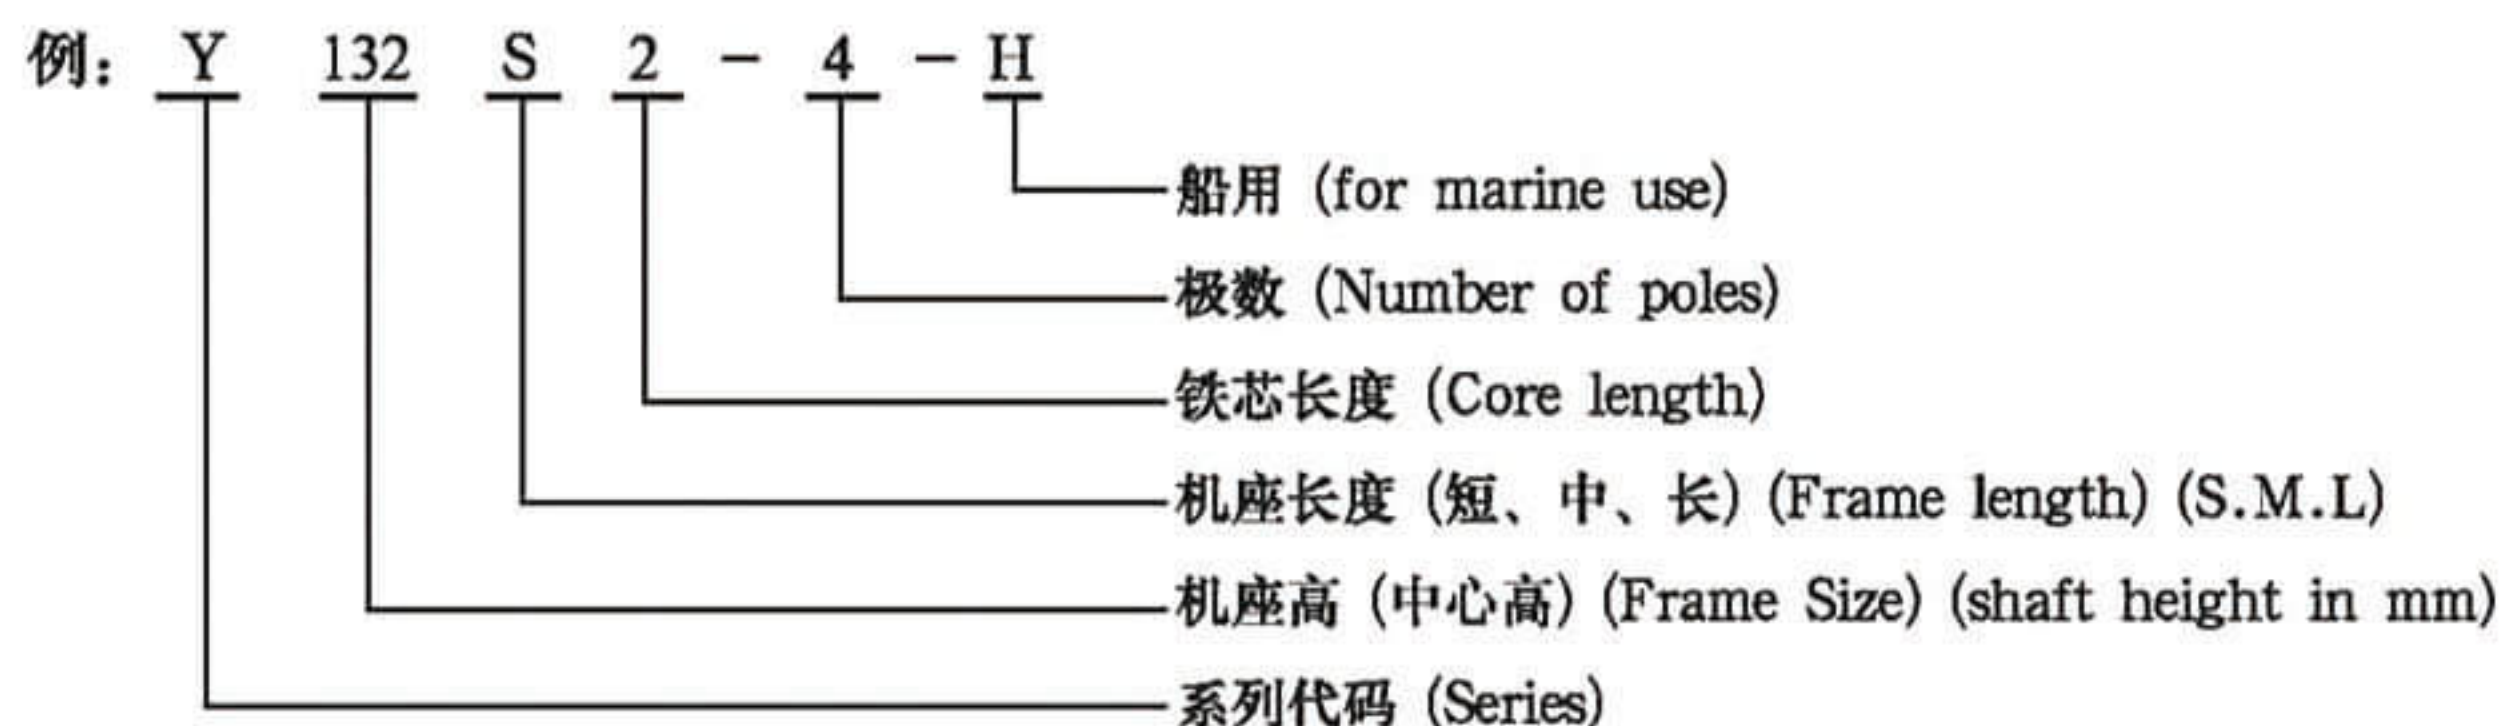 例: Y 132 S 2 - 4 - H
船用 (for marine use)
极数 (Number of poles)
铁芯长度 (Core length)
机座长度 (短、中、长) (Frame length) (S.M.L)
机座高 (中心高) (Frame Size) (shaft height in mm)
系列代码 (Series)